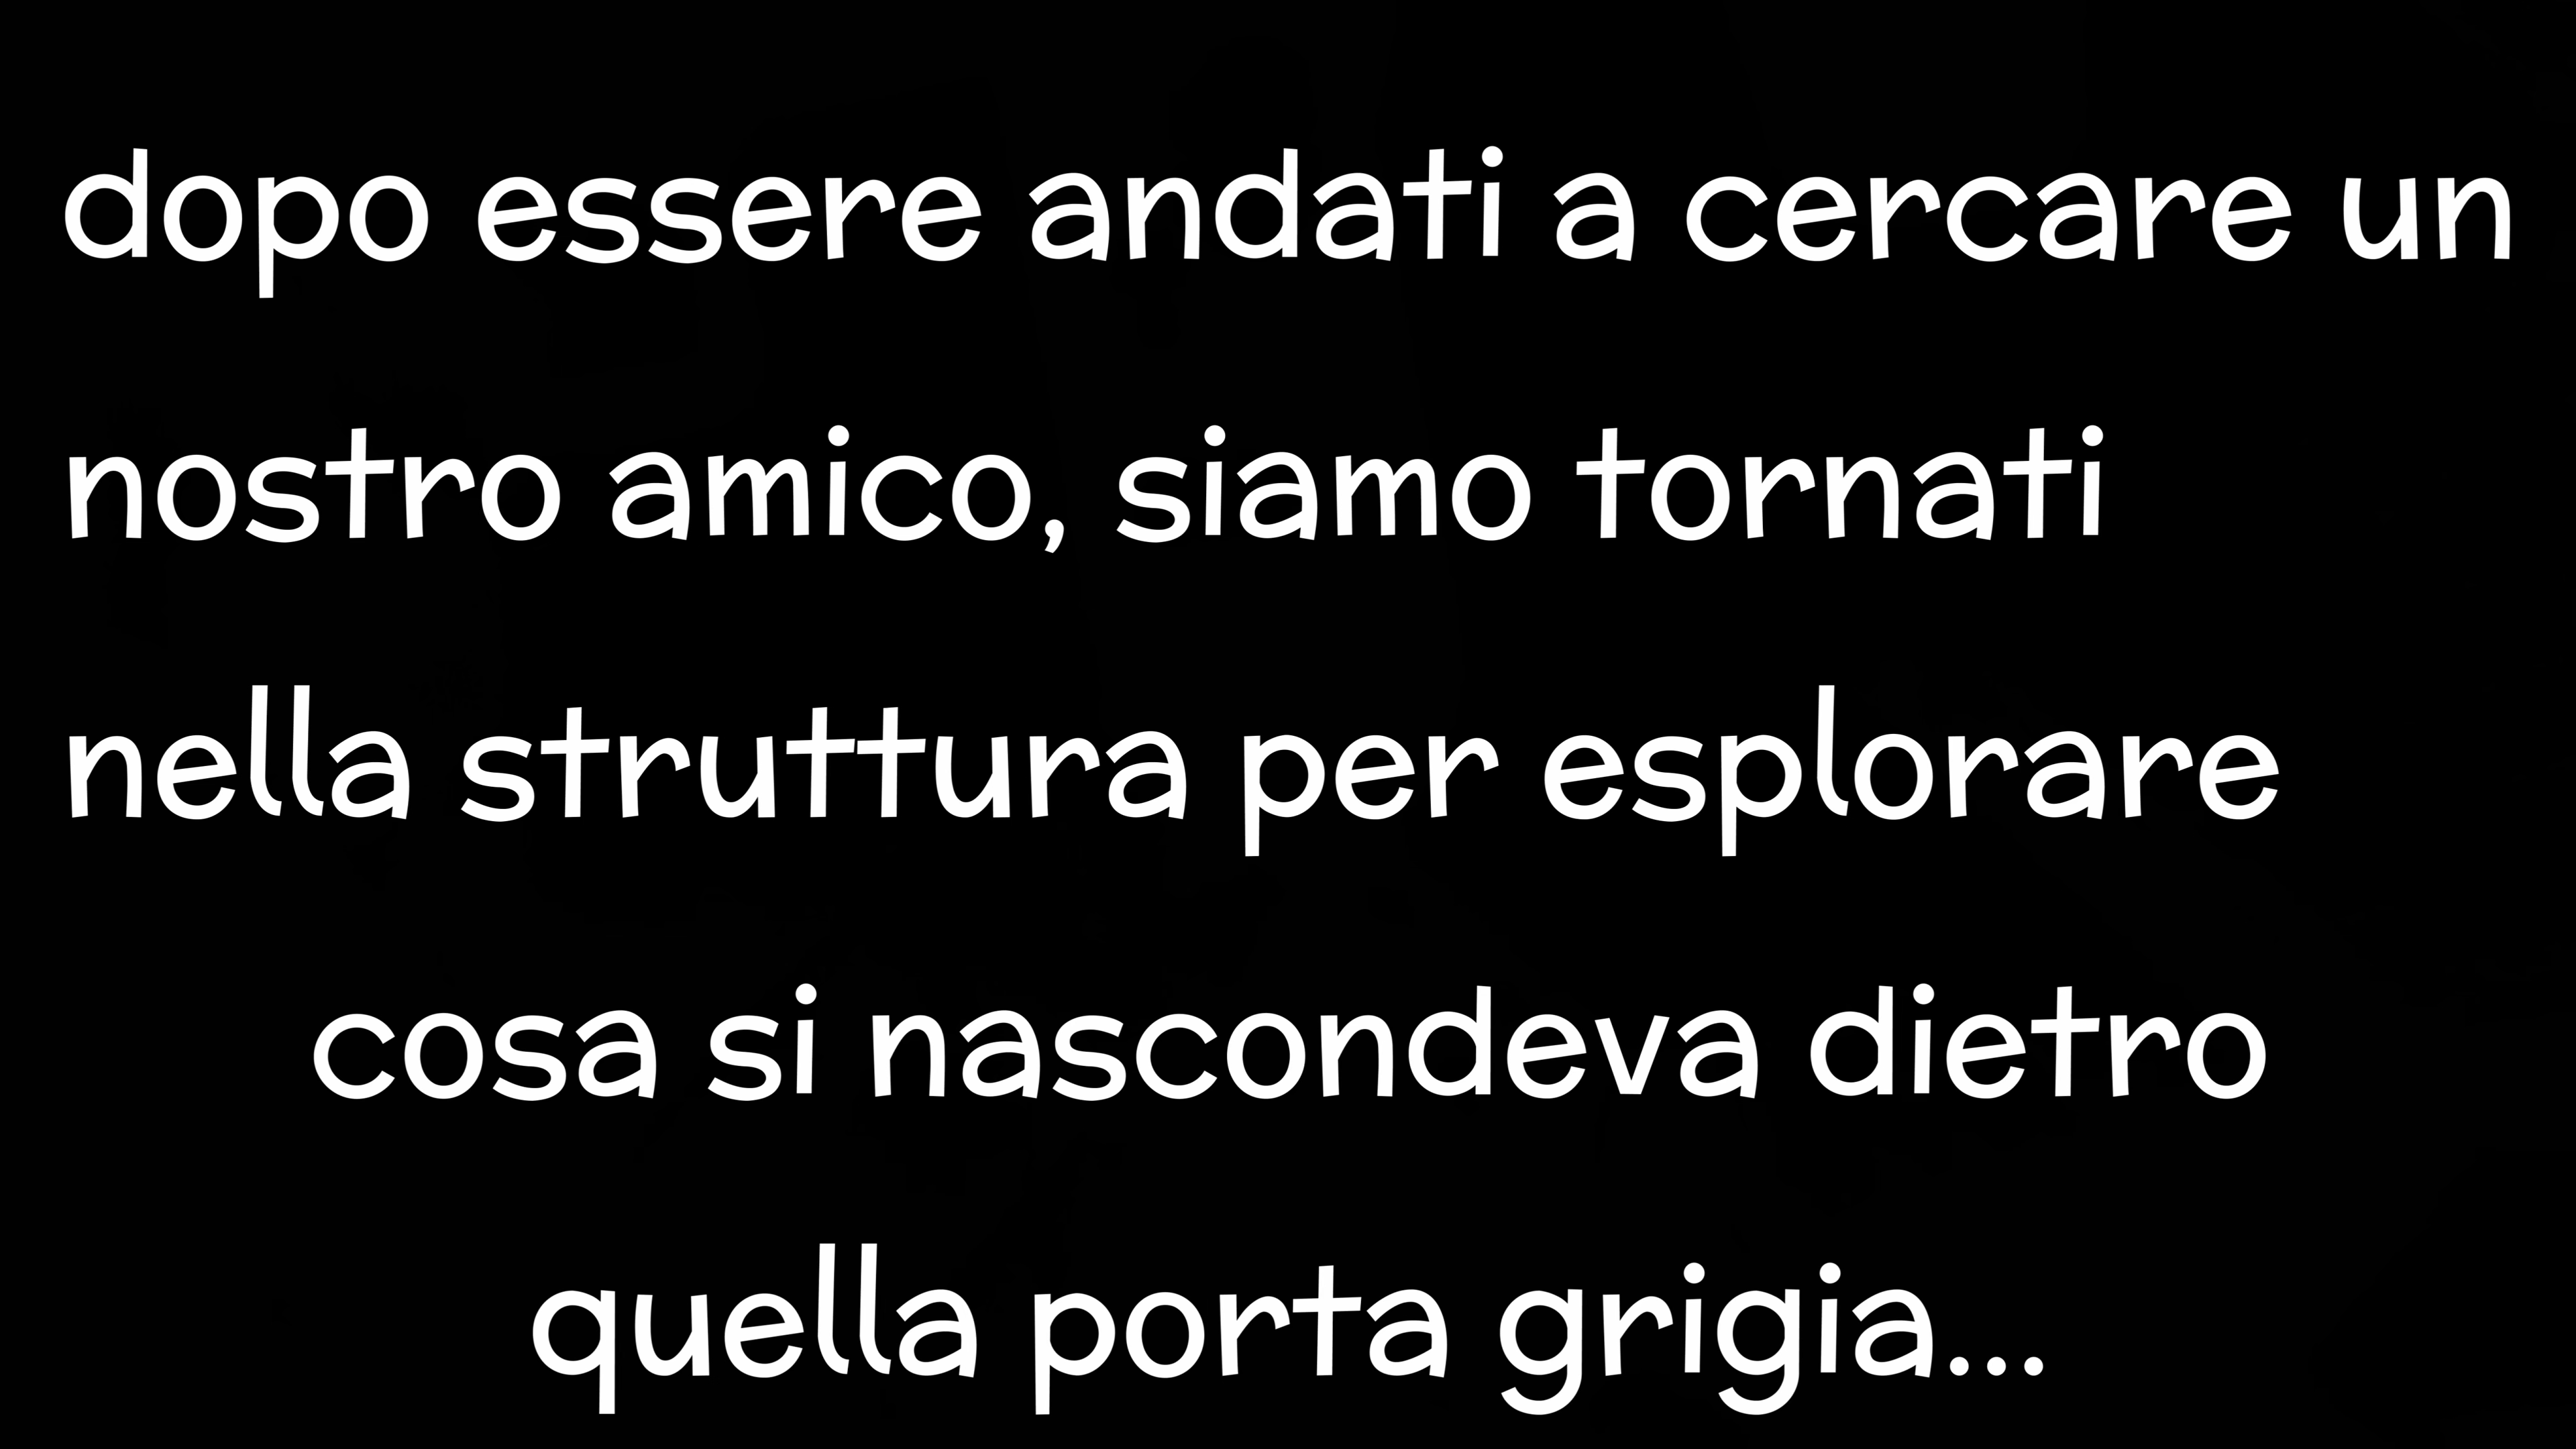 dopo essere andati a cercare un
nostro amico, siamo tornati
nella struttura per esplorare
cosa si nascondeva dietro
quella porta grigia...